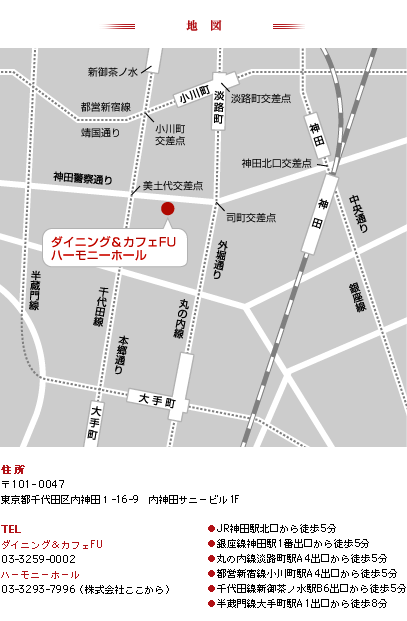 地 図
新御茶ノ水
小川町
淡路町
淡路町交差点
都営新宿線
靖国通り
小川町
交差点
神田
神田北口交差点
神田警察通り
美土代交差点
司町交差点
神田
中央通り
ダイニング&カフェFU
ハーモニーホール
外堀通り
半蔵門線
千代田線
丸の内線
銀座線
本郷通り
大手町
大手町
住所
〒101-0047
東京都千代田区内神田1-16-9 内神田サニービル1F
TEL
ダイニング&カフェFU
03-3259-0002
ハーモニーホール
03-3293-7996(株式会社ここから)
●JR神田駅北口から徒歩5分
●銀座線神田駅1番出口から徒歩5分
●丸の内線淡路町駅A4出口から徒歩5分
●都営新宿線小川町駅A4出口から徒歩5分
●千代田線新御茶ノ水駅B6出口から徒歩5分
●半蔵門線大手町駅A1出口から徒歩8分